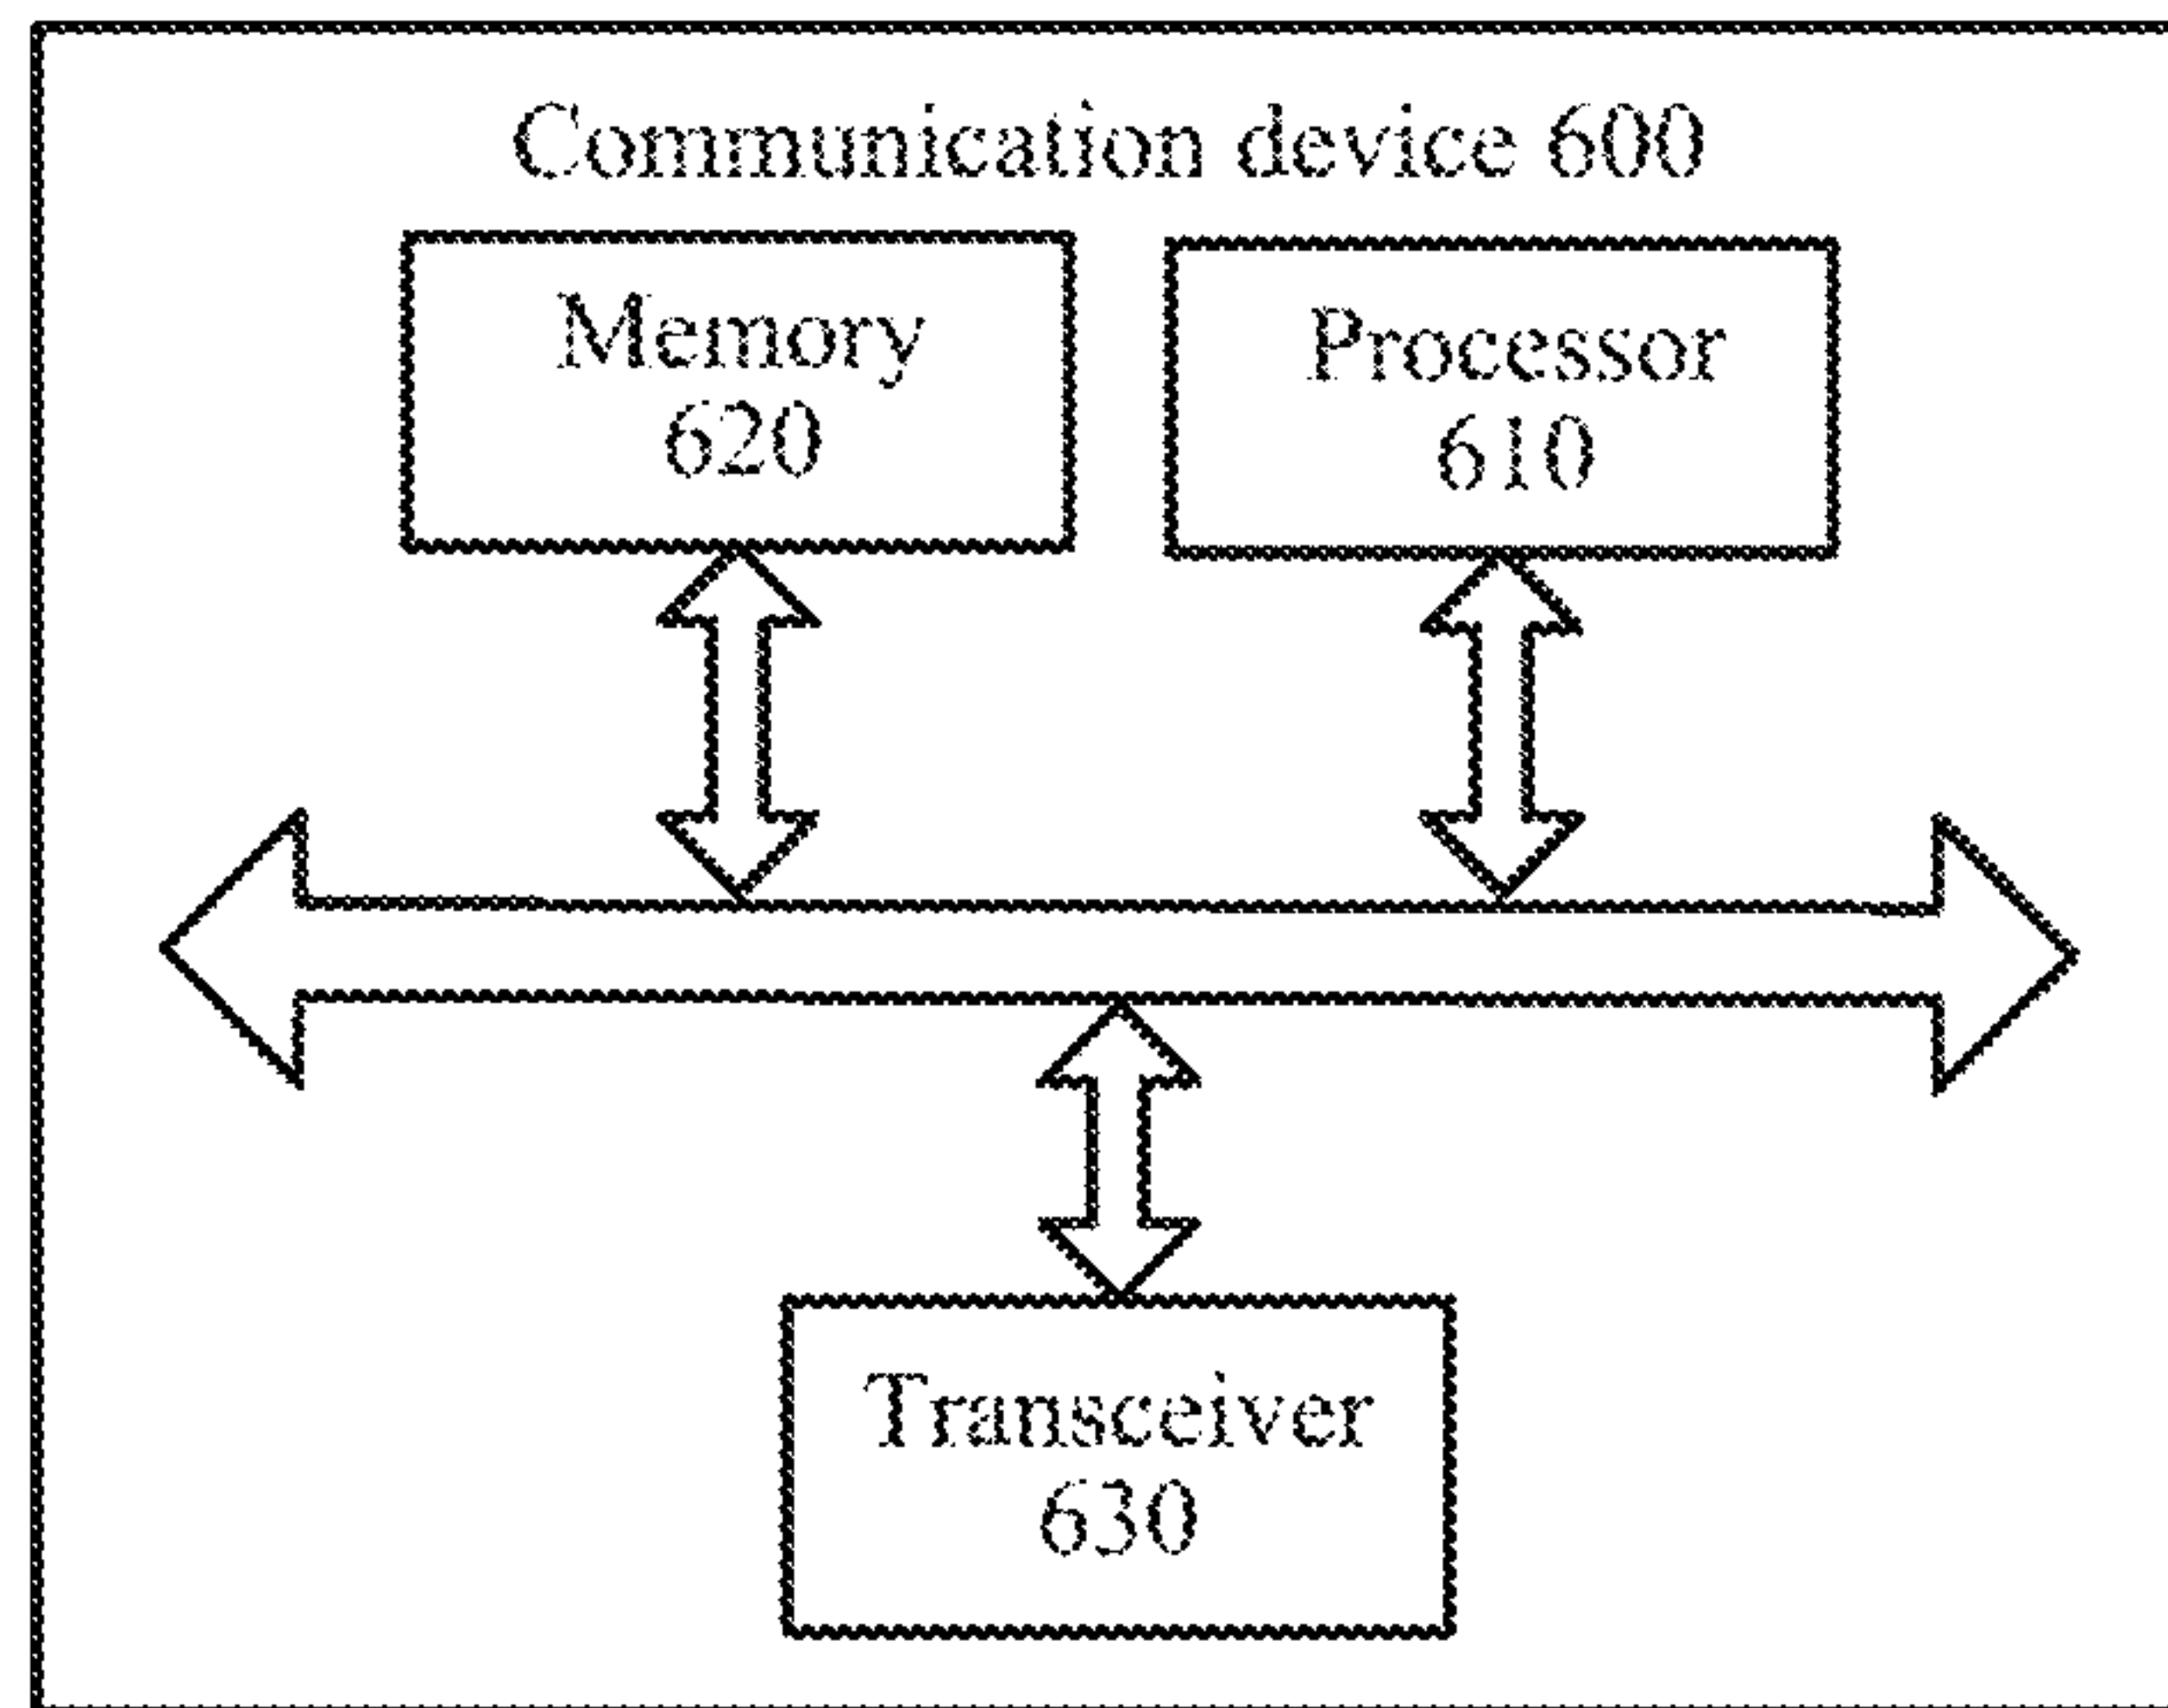 Communication device 600
Memory
620
Processor
610
Transceiver
630